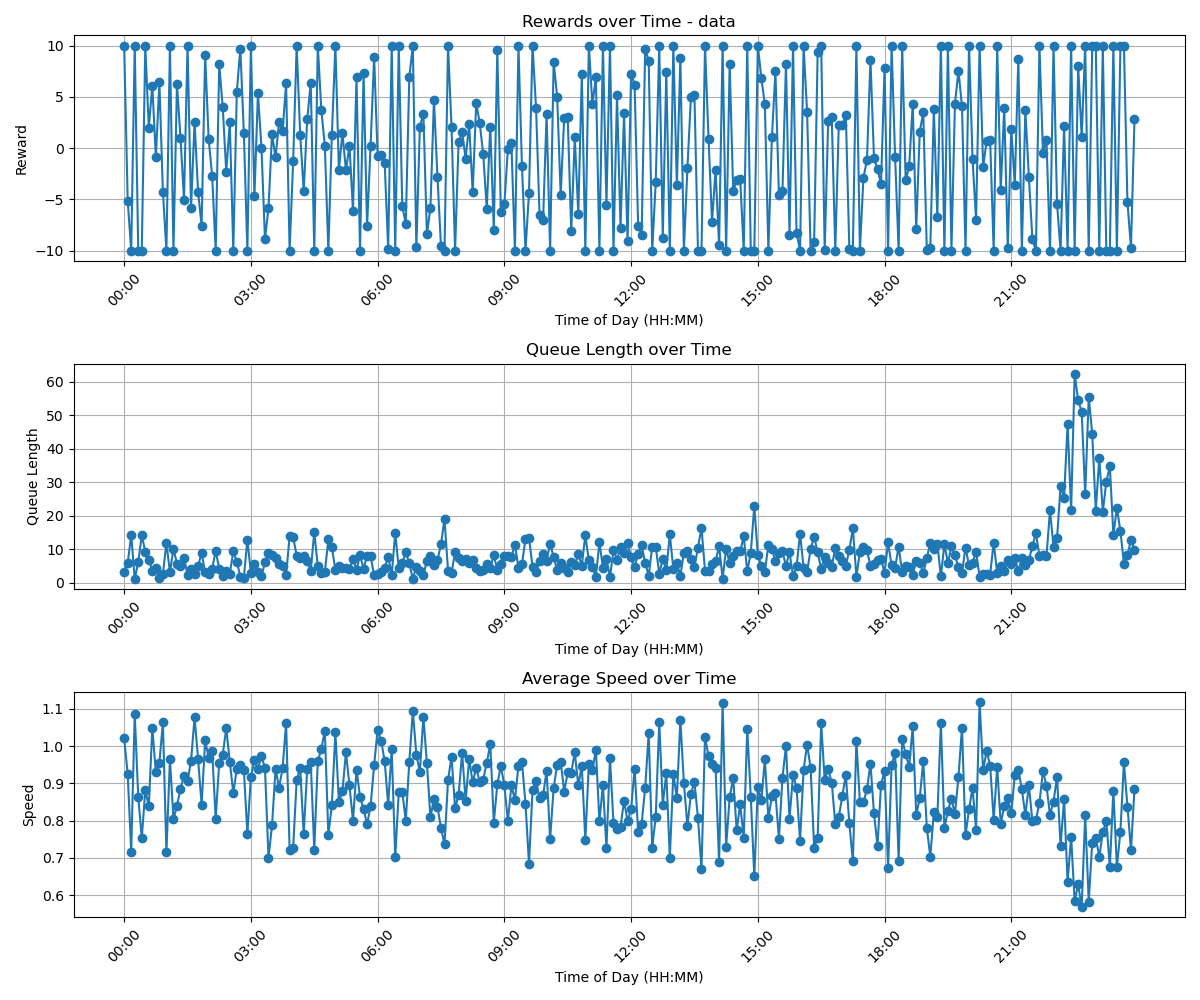 Rewards over Time - data
10
5
0
−5
−10
Reward
00:00 03:00 06:00 09:00 12:00 15:00 18:00 21:00
Time of Day (HH:MM)
Queue Length over Time
60
50
40
30
20
10
0
Queue Length
00:00 03:00 06:00 09:00 12:00 15:00 18:00 21:00
Time of Day (HH:MM)
Average Speed over Time
1.1
1.0
0.9
0.8
0.7
0.6
Speed
00:00 03:00 06:00 09:00 12:00 15:00 18:00 21:00
Time of Day (HH:MM)